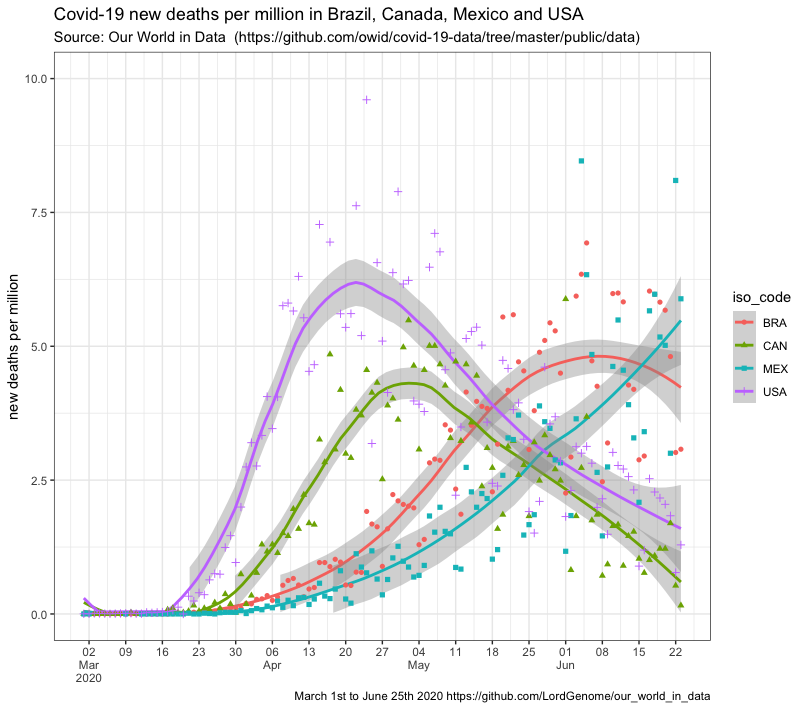 Covid-19 new deaths per million in Brazil, Canada, Mexico and USA
Source: Our World in Data  (https://github.com/owid/covid-19-data/tree/master/public/data)
new deaths per million
10.0
7.5
5.0
2.5
0.0
02 09 16 23 30 06 13 20 27 04 11 18 25 01 08 15 22
Mar Apr May Jun
2020
iso_code
BRA
CAN
MEX
USA
March 1st to June 25th 2020 https://github.com/LordGenome/our_world_in_data